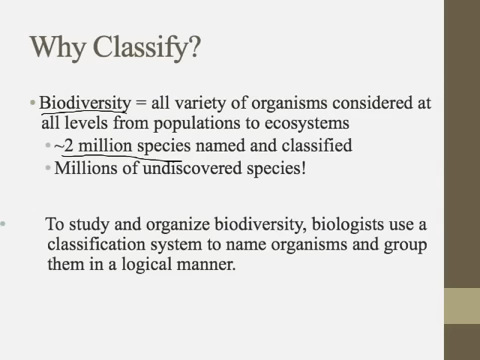 Why Classify?
• Biodiversity = all variety of organisms considered at
all levels from populations to ecosystems
• ~2 million species named and classified
• Millions of undiscovered species!
• To study and organize biodiversity, biologists use a
classification system to name organisms and group
them in a logical manner.